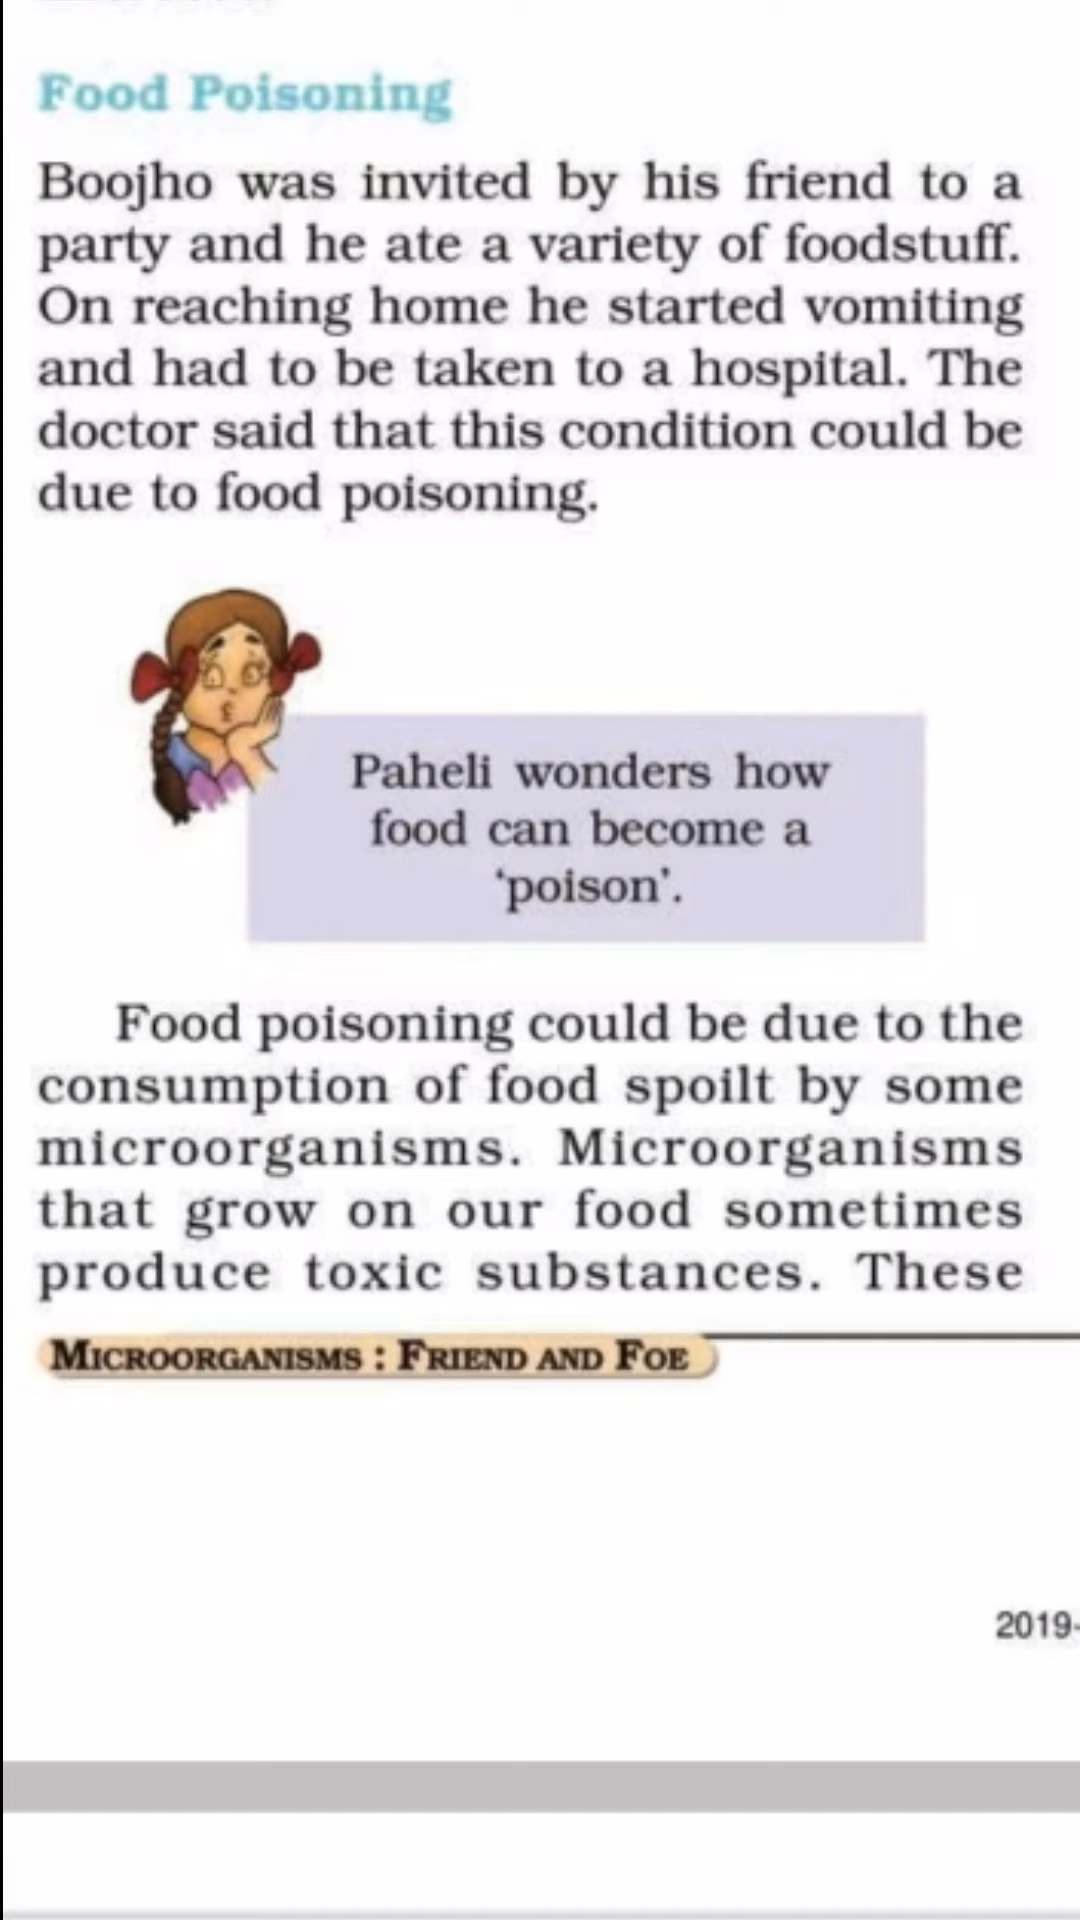 Food Poisoning
Boojho was invited by his friend to a
party and he ate a variety of foodstuff.
On reaching home he started vomiting
and had to be taken to a hospital. The
doctor said that this condition could be
due to food poisoning.
Paheli wonders how
food can become a
‘poison’.
Food poisoning could be due to the
consumption of food spoilt by some
microorganisms. Microorganisms
that grow on our food sometimes
produce toxic substances. These
MICROORGANISMS : FRIEND AND FOE
2019-